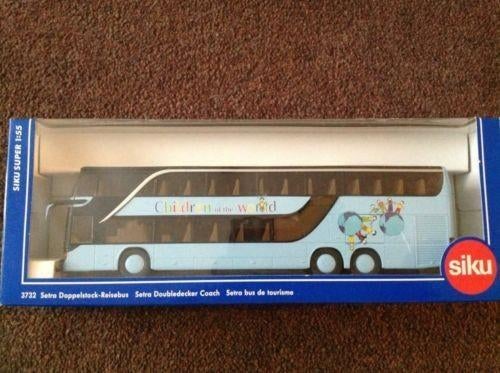 SIKU SUPER 1:55
Children of the world
siku
3732 Setra Doppelstock-Reisebus Setra Doubledecker Coach Setra bus de tourisme